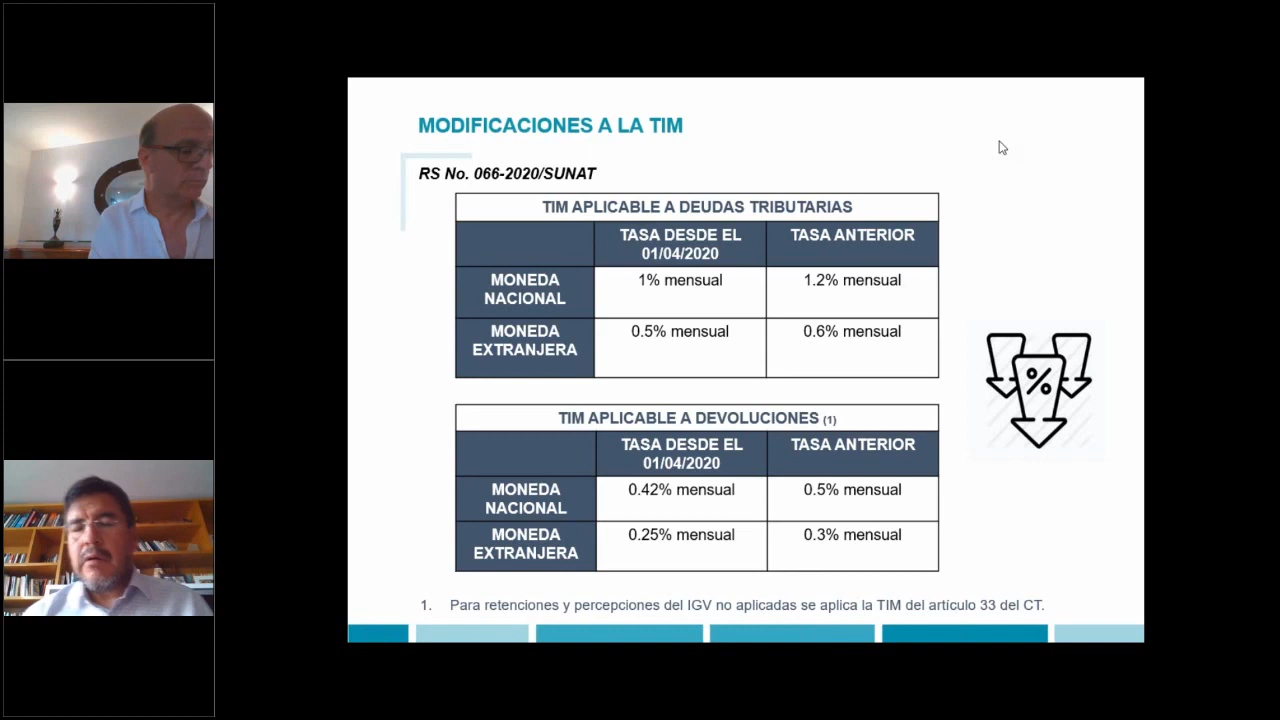 MODIFICACIONES A LA TIM
RS No. 066-2020/SUNAT
TIM APLICABLE A DEUDAS TRIBUTARIAS
TASA DESDE EL
01/04/2020
TASA ANTERIOR
MONEDA
NACIONAL
1% mensual
1.2% mensual
MONEDA
EXTRANJERA
0.5% mensual
0.6% mensual
%
TIM APLICABLE A DEVOLUCIONES (1)
TASA DESDE EL
01/04/2020
TASA ANTERIOR
MONEDA
NACIONAL
0.42% mensual
0.5% mensual
MONEDA
EXTRANJERA
0.25% mensual
0.3% mensual
1. Para retenciones y percepciones del IGV no aplicadas se aplica la TIM del artículo 33 del CT.